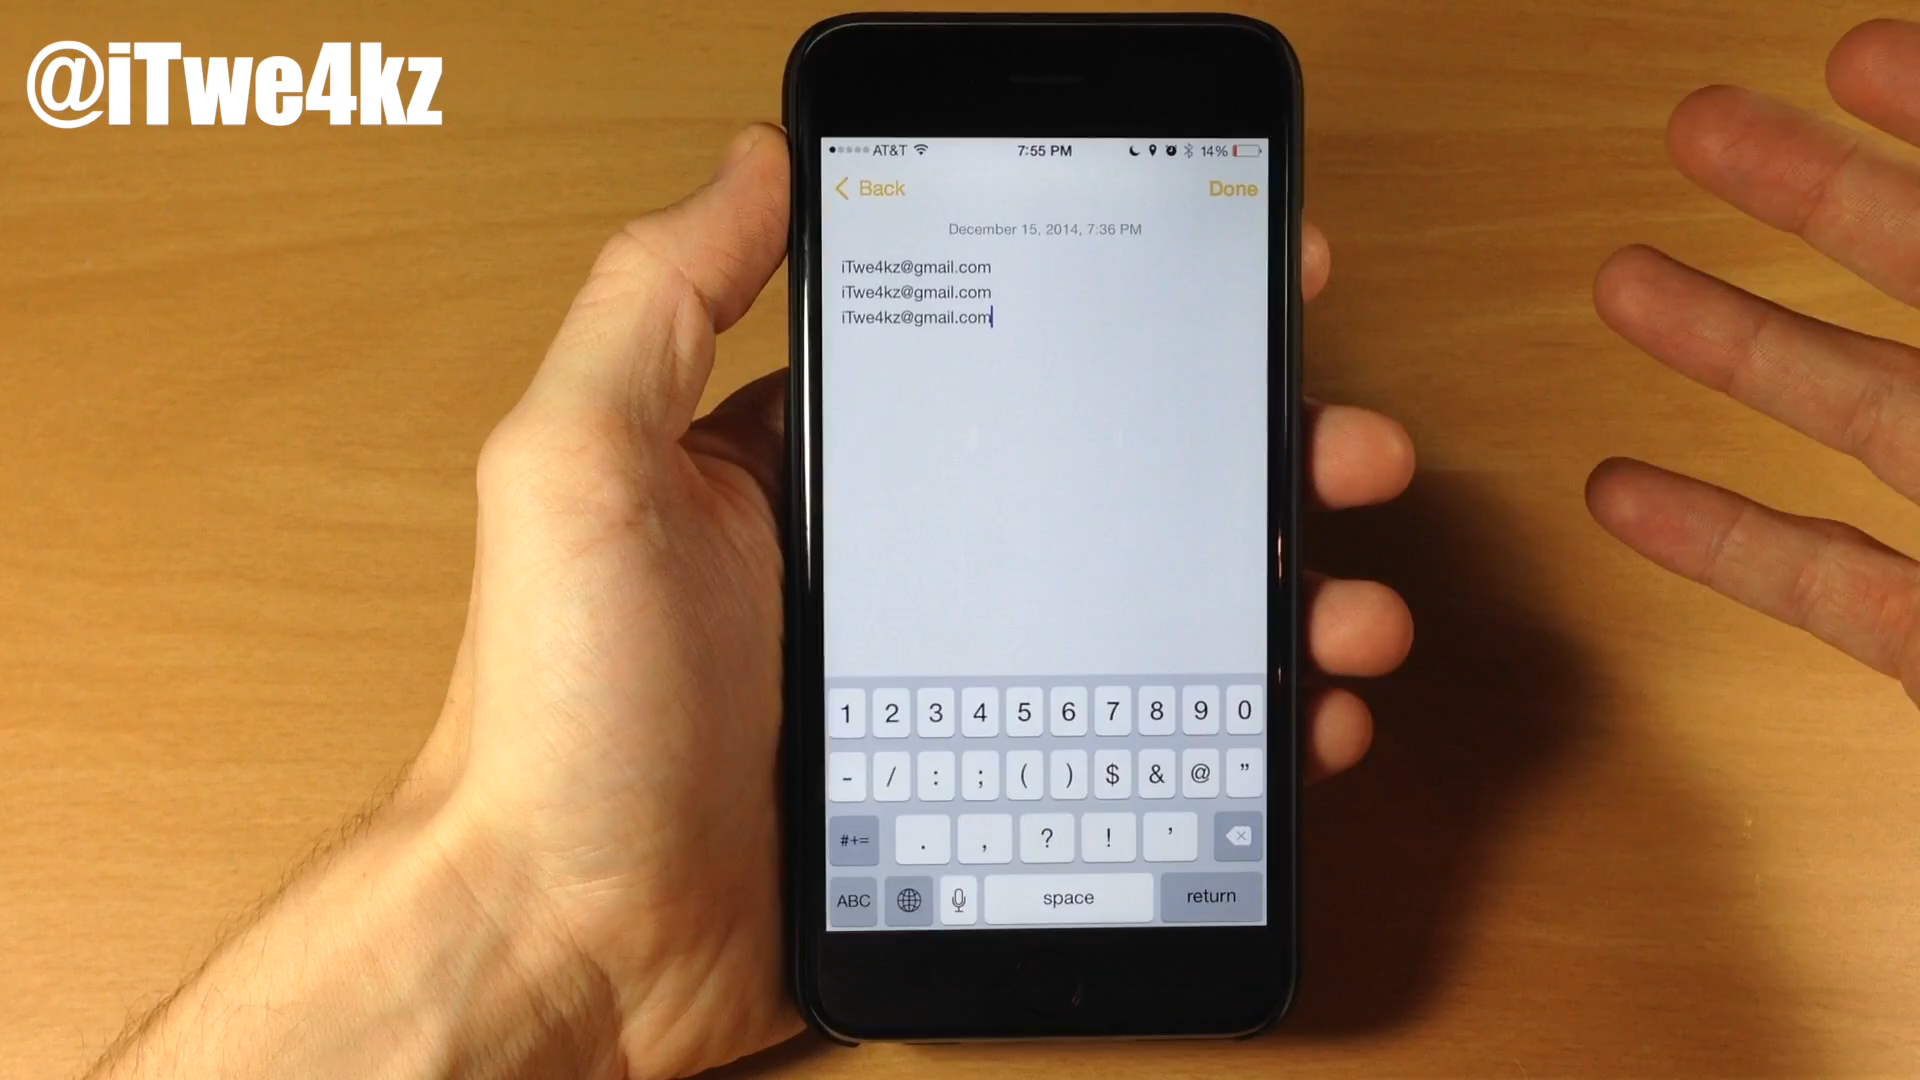 @iTwe4kz
AT&T 7:55 PM 14%
Back Done
December 15, 2014, 7:36 PM
iTwe4kz@gmail.com
iTwe4kz@gmail.com
iTwe4kz@gmail.com
1 2 3 4 5 6 7 8 9 0
- / : ; ( ) $ & @ "
#+= . , ? ! '
ABC space return